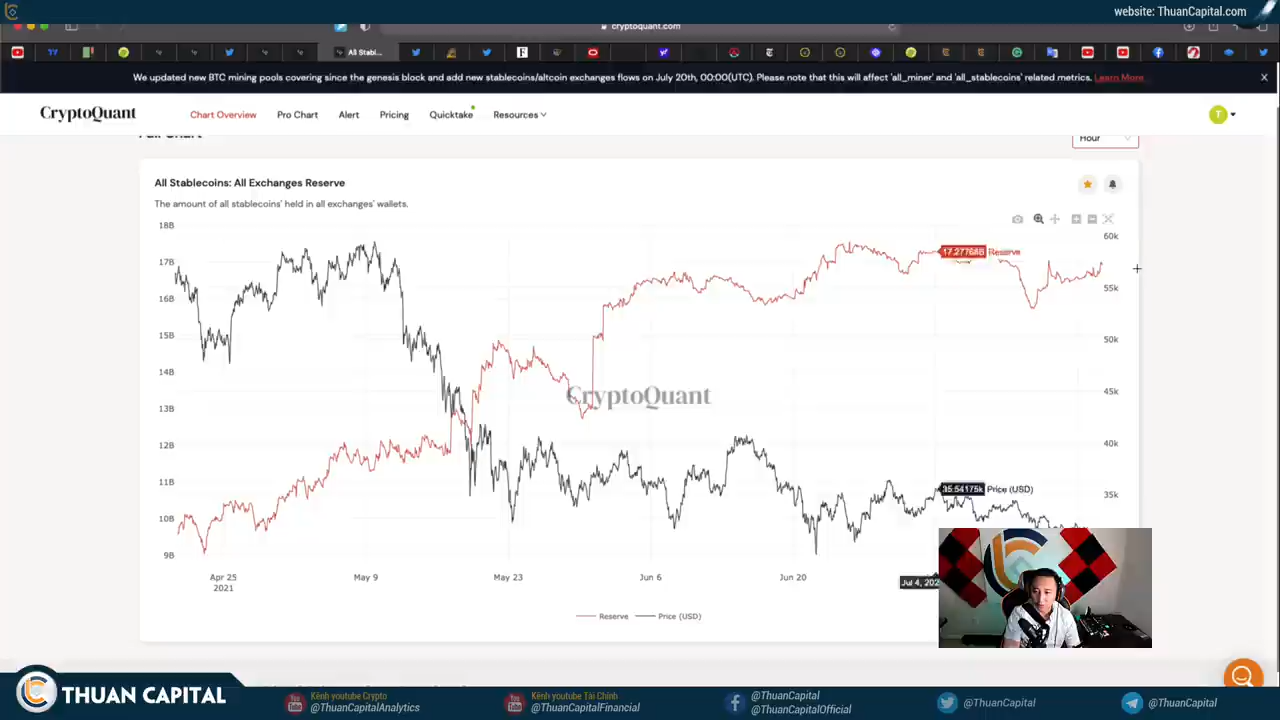 website: ThuanCapital.com
cryptoquant.com
All Stabl...
We updated new BTC mining pools covering since the genesis block and add new stablecoins/altcoin exchanges flows on July 20th, 00:00(UTC). Please note that this will affect 'all_miner' and 'all_stablecoins' related metrics. Learn More
X
CryptoQuant
Chart Overview
Pro Chart
Alert
Pricing
Quicktake
Resources
T
Full Chart
Hour
All Stablecoins: All Exchanges Reserve
The amount of all stablecoins' held in all exchanges' wallets.
18B
17B
16B
15B
14B
13B
12B
11B
10B
9B
60k
55k
50k
45k
40k
35k
Reserve
35.54175k Price (USD)
CryptoQuant
Apr 25
2021
May 9
May 23
Jun 6
Jun 20
Jul 4, 202
Reserve
Price (USD)
THUAN CAPITAL
Kênh youtube Crypto
@ThuanCapitalAnalytics
Kênh youtube Tài Chính
@ThuanCapitalFinancial
@ThuanCapital
@ThuanCapitalOfficial
@ThuanCapital
@ThuanCapital